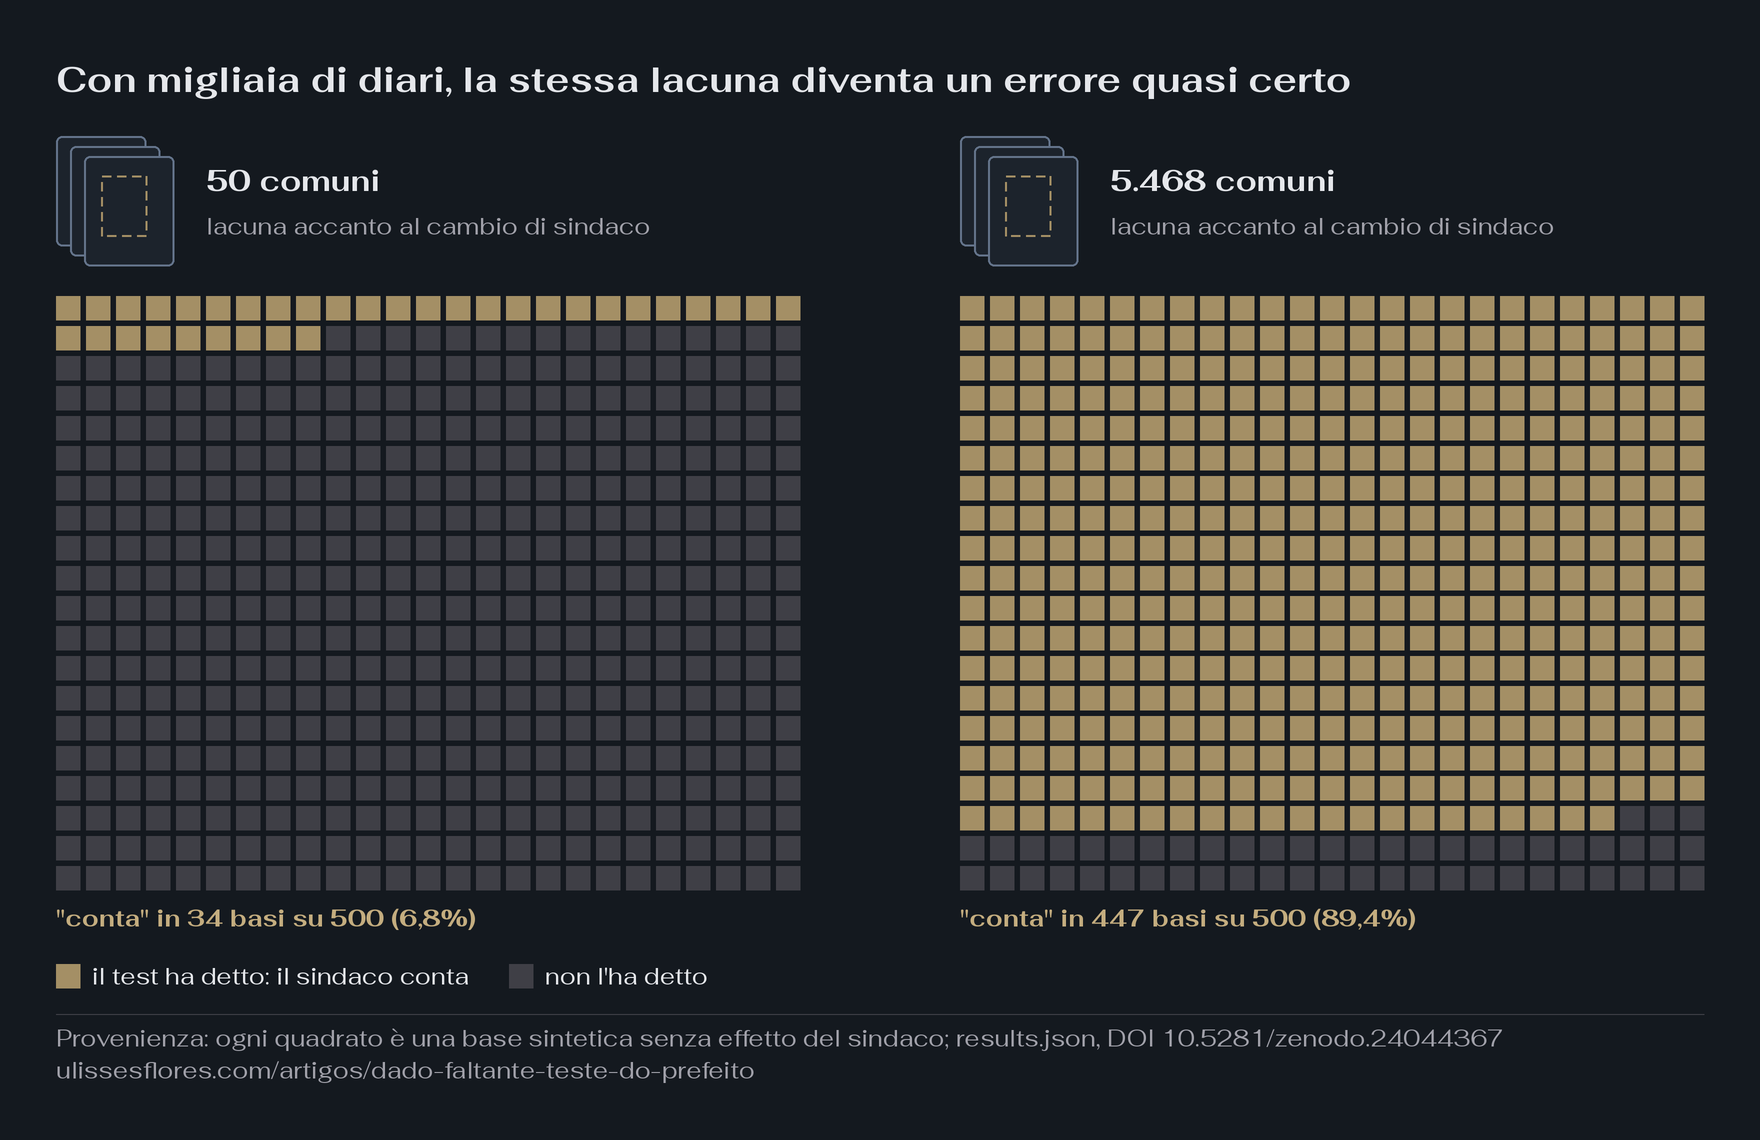 Con migliaia di diari, la stessa lacuna diventa un errore quasi certo
50 comuni
lacuna accanto al cambio di sindaco
5.468 comuni
lacuna accanto al cambio di sindaco
"conta" in 34 basi su 500 (6,8%)
"conta" in 447 basi su 500 (89,4%)
il test ha detto: il sindaco conta
non l'ha detto
Provenienza: ogni quadrato è una base sintetica senza effetto del sindaco; results.json, DOI 10.5281/zenodo.24044367
ulissesflores.com/artigos/dado-faltante-teste-do-prefeito